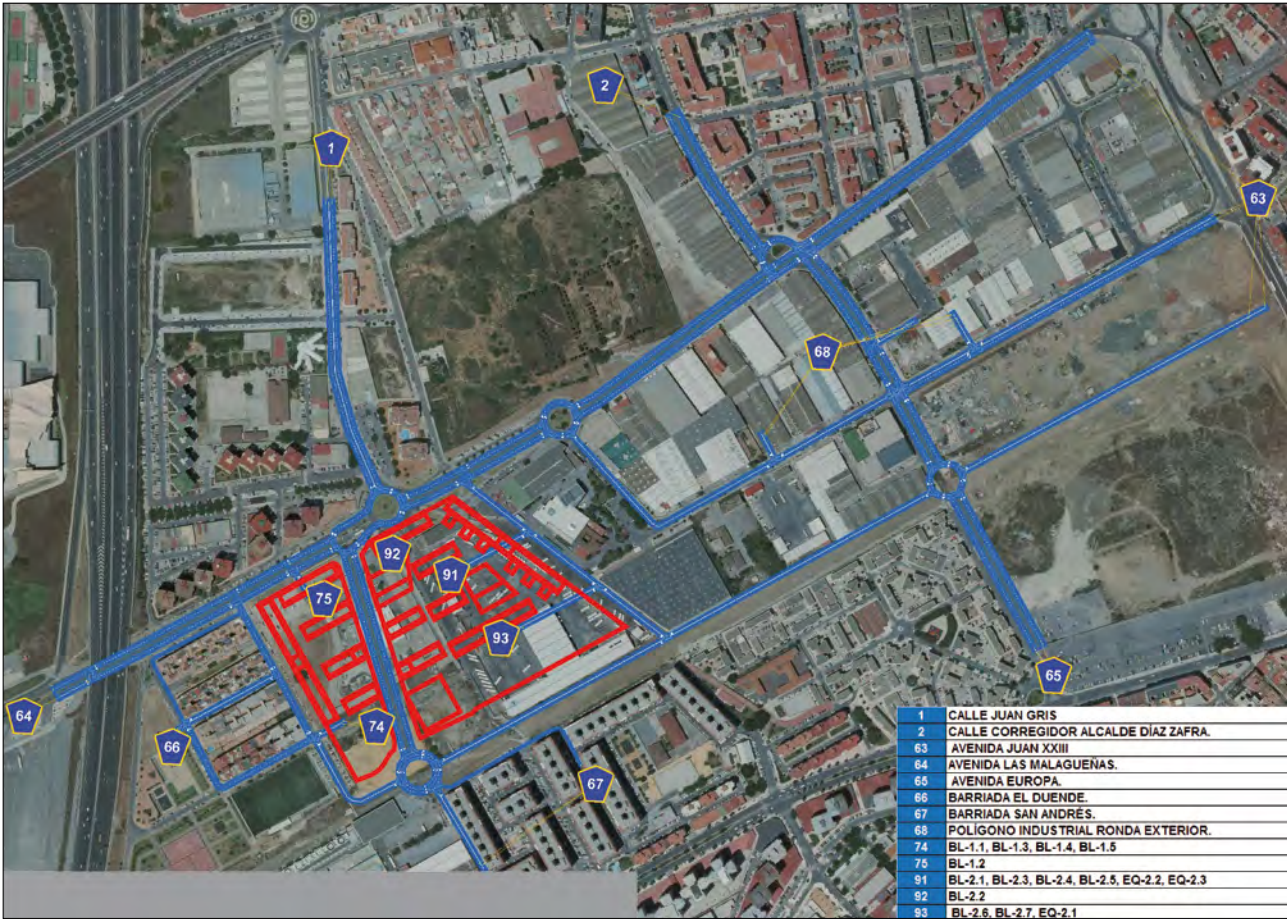 1
2
63
68
92
91
75
93
64
74
65
66
67
1 CALLE JUAN GRIS
2 CALLE CORREGIDOR ALCALDE DÍAZ ZAFRA.
63 AVENIDA JUAN XXIII
64 AVENIDA LAS MALAGUEÑAS.
65 AVENIDA EUROPA.
66 BARRIADA EL DUENDE.
67 BARRIADA SAN ANDRÉS.
68 POLÍGONO INDUSTRIAL RONDA EXTERIOR.
74 BL-1.1, BL-1.3, BL-1.4, BL-1.5
75 BL-1.2
91 BL-2.1, BL-2.3, BL-2.4, BL-2.5, EQ-2.2, EQ-2.3
92 BL-2.2
93 BL-2.6, BL-2.7, EQ-2.1